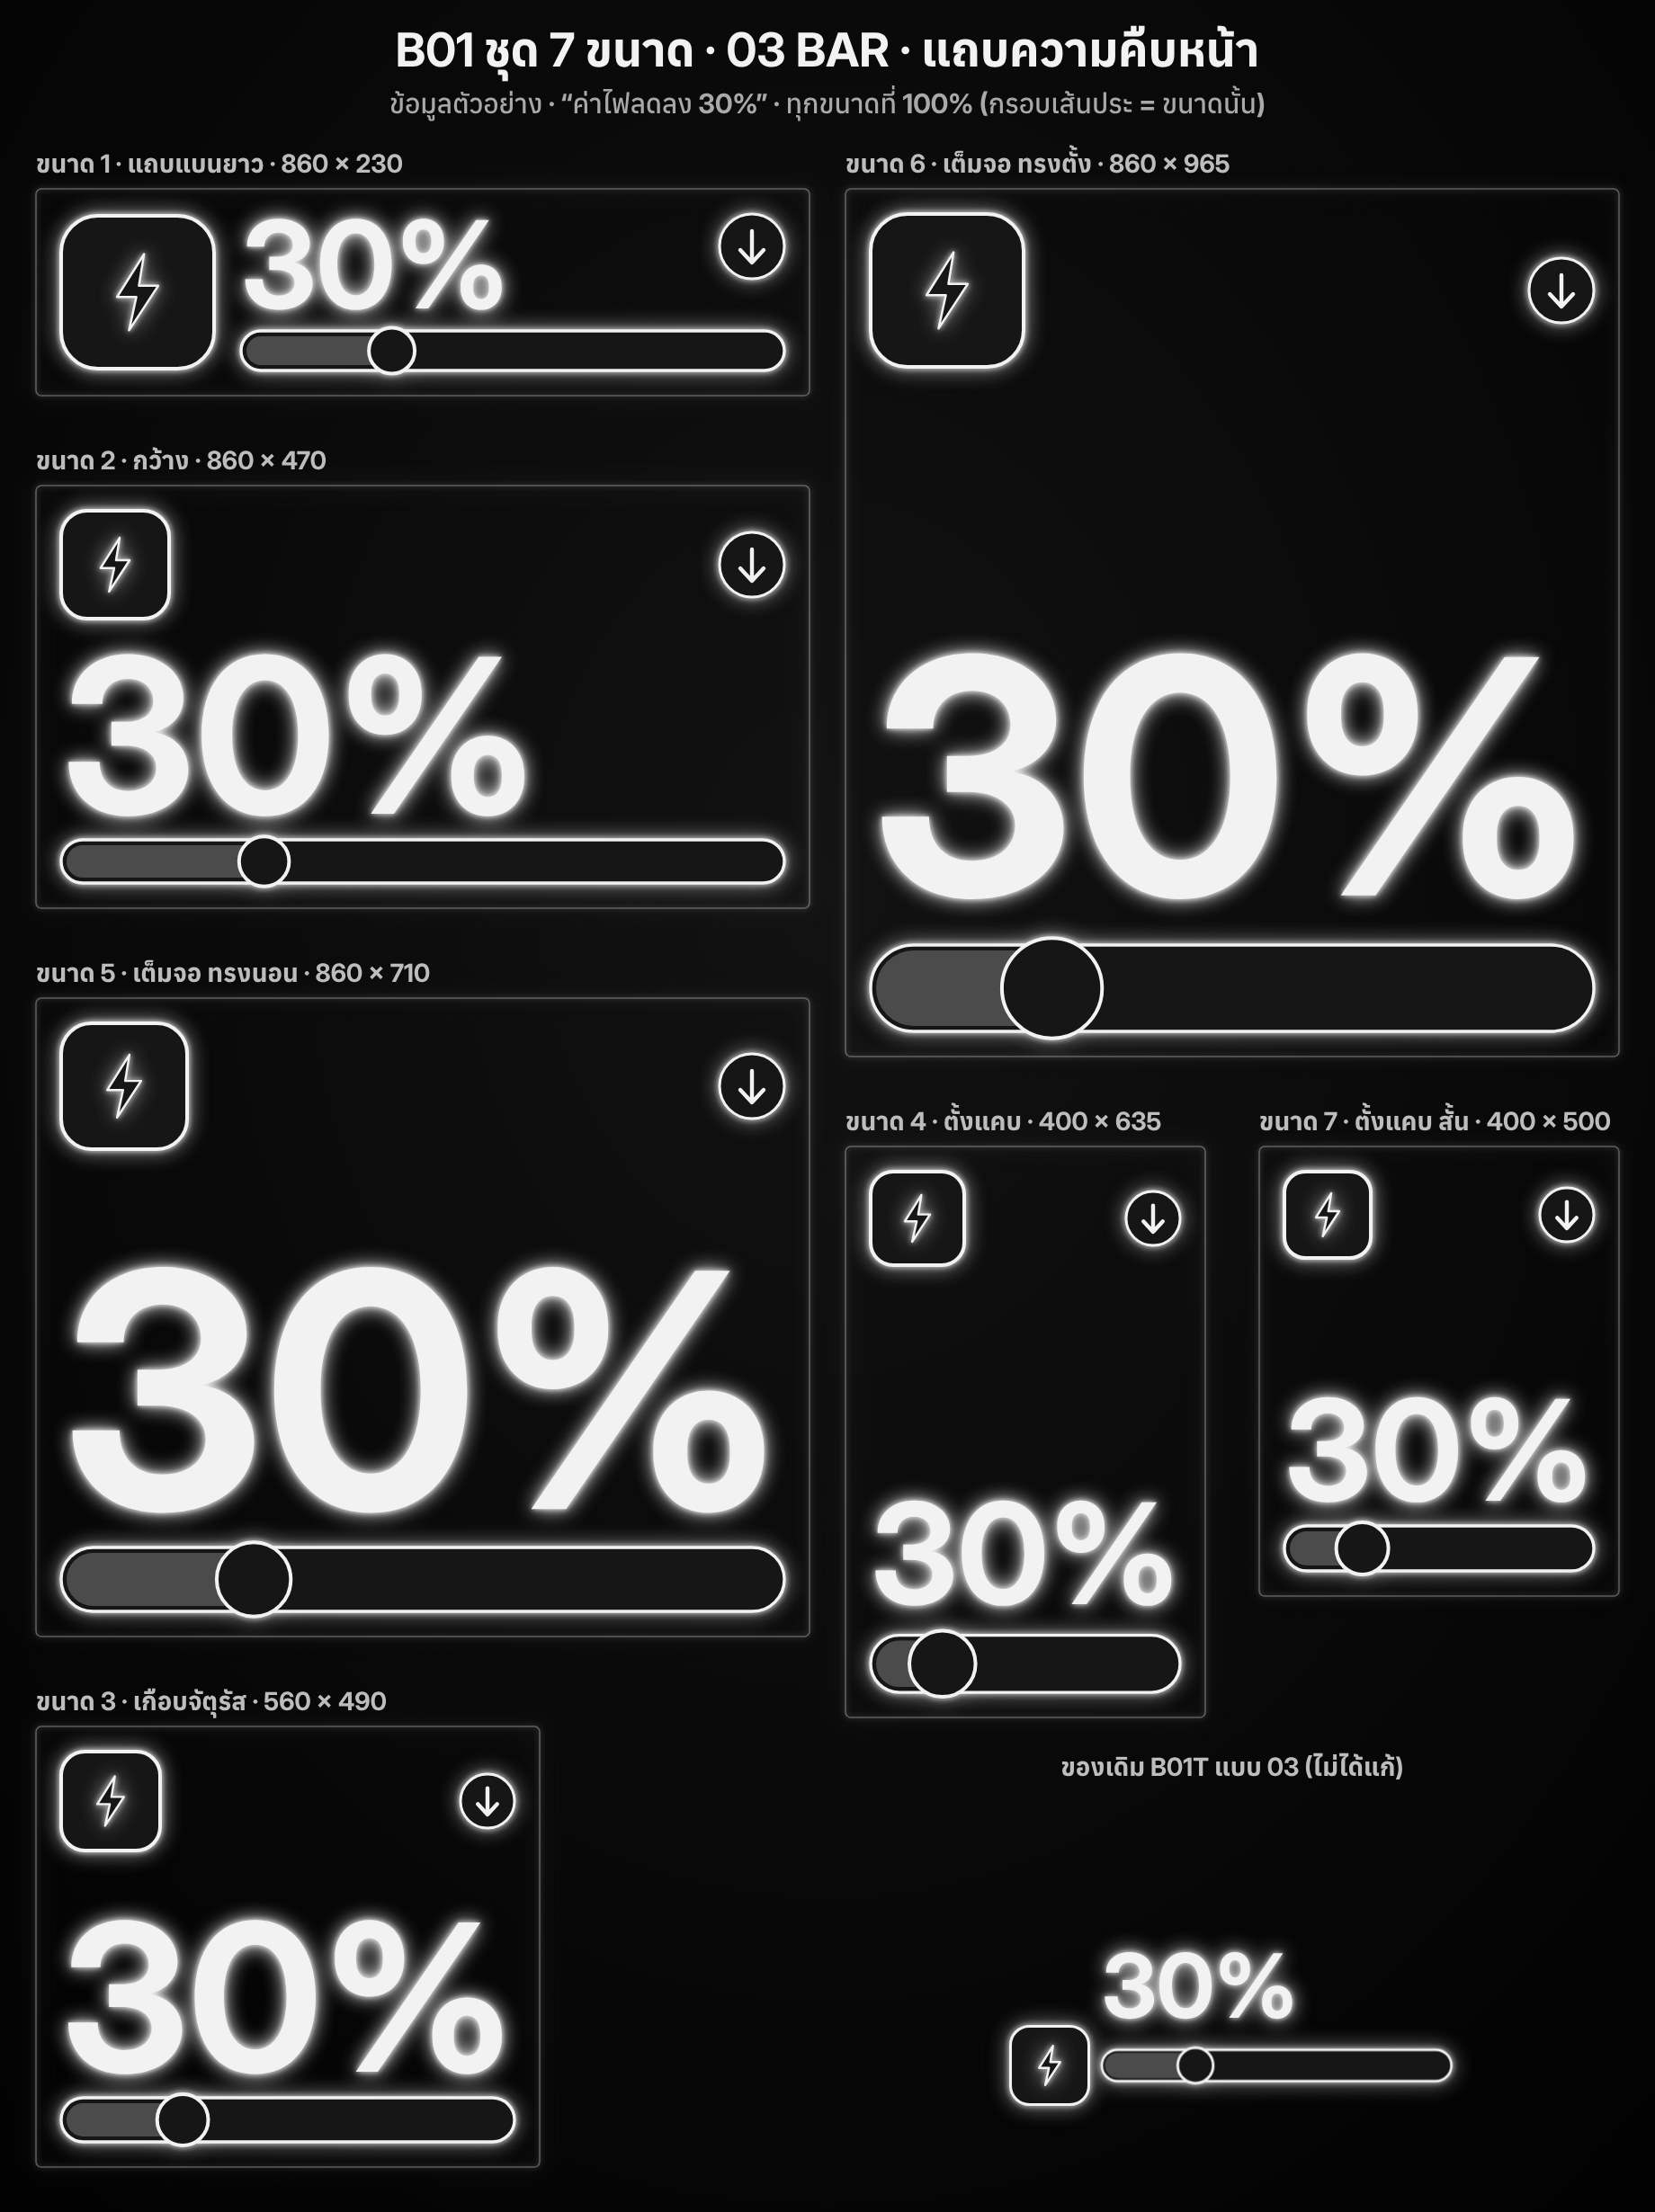 B01 ชุด 7 ขนาด · 03 BAR · แถบความคืบหน้า
ข้อมูลตัวอย่าง · “ค่าไฟลดลง 30%” · ทุกขนาดที่ 100% (กรอบเส้นประ = ขนาดนั้น)
ขนาด 1 · แถบแบนยาว · 860 × 230
30%
ขนาด 2 · กว้าง · 860 × 470
30%
ขนาด 5 · เต็มจอ ทรงนอน · 860 × 710
30%
ขนาด 3 · เกือบจัตุรัส · 560 × 490
30%
ขนาด 6 · เต็มจอ ทรงตั้ง · 860 × 965
30%
ขนาด 4 · ตั้งแคบ · 400 × 635
30%
ขนาด 7 · ตั้งแคบ สั้น · 400 × 500
30%
ของเดิม B01T แบบ 03 (ไม่ได้แก้)
30%